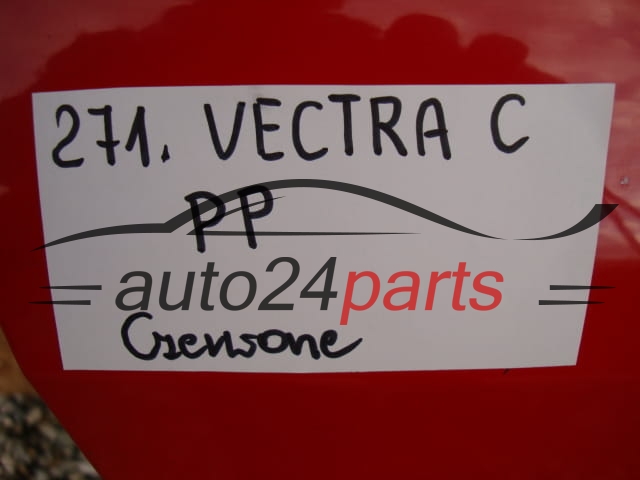 271. VECTRA C
PP
auto24parts
Czerwone